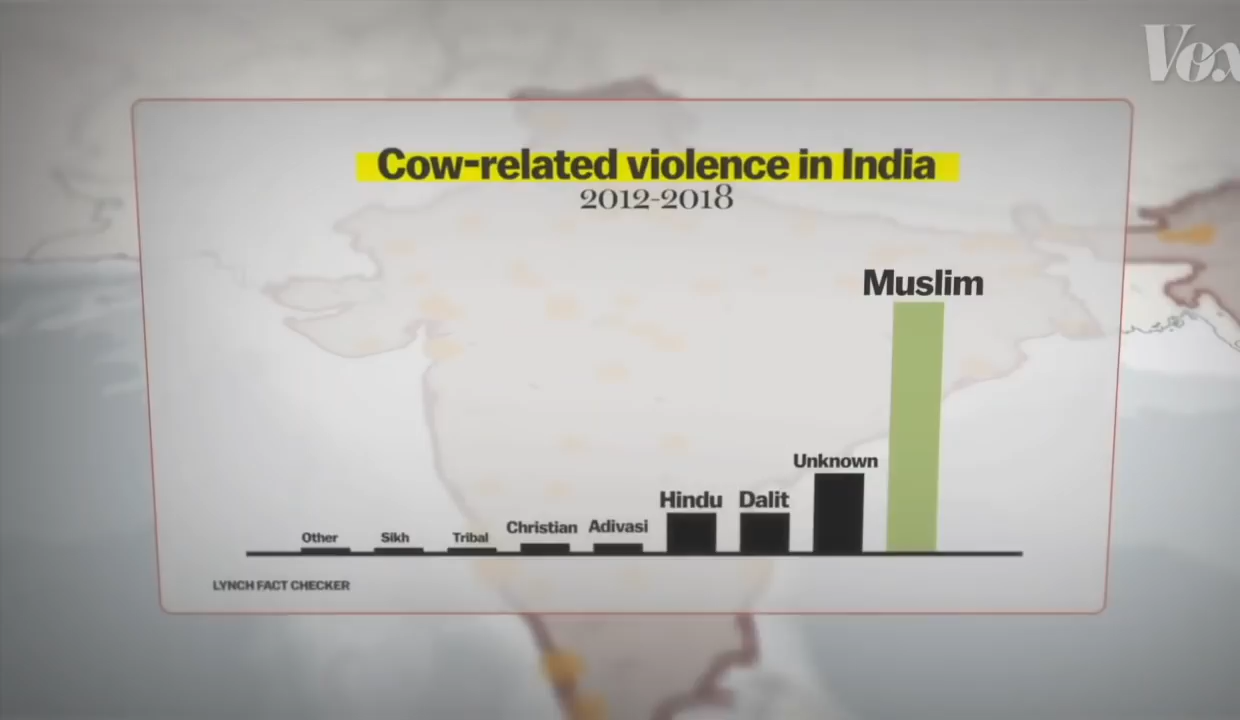 Vox
Cow-related violence in India
2012-2018
Muslim
Unknown
Hindu
Dalit
Christian
Adivasi
Other
Sikh
Tribal
LYNCH FACT CHECKER